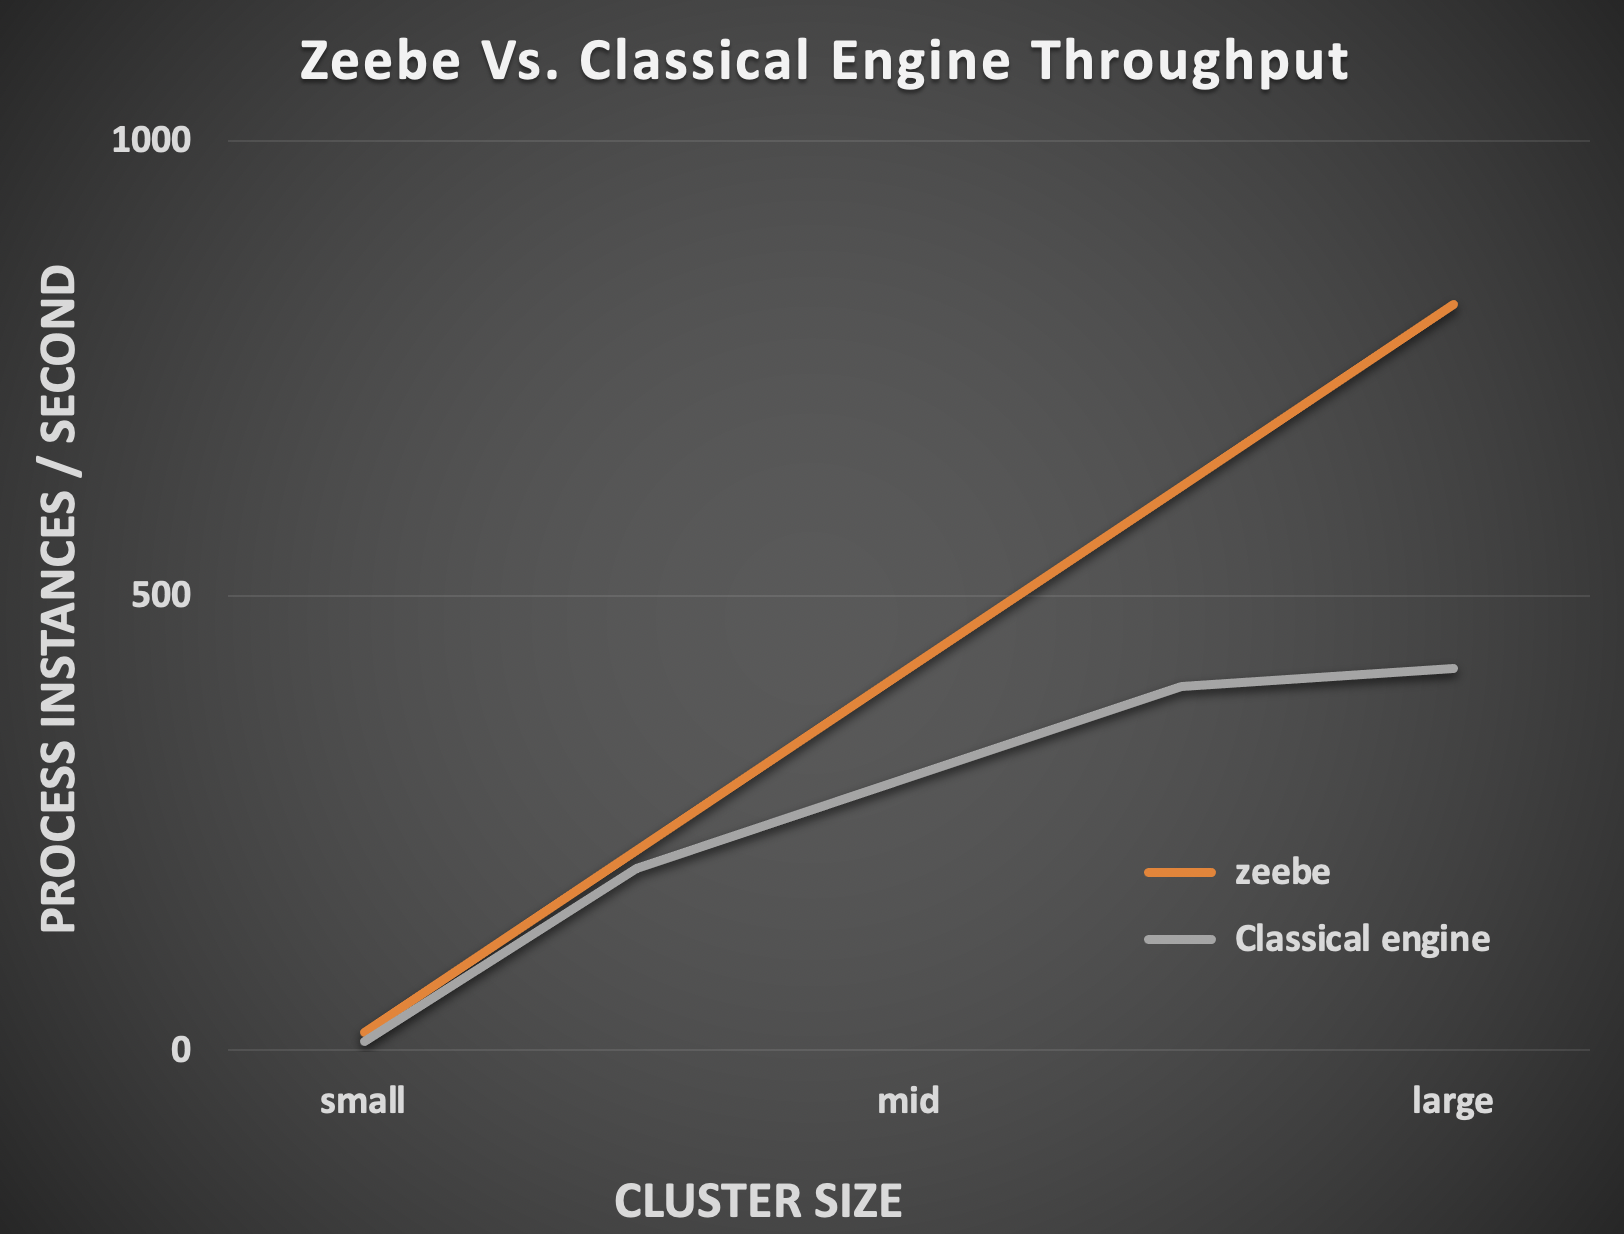 Zeebe Vs. Classical Engine Throughput
1000
500
0
PROCESS INSTANCES / SECOND
small
mid
large
CLUSTER SIZE
zeebe
Classical engine